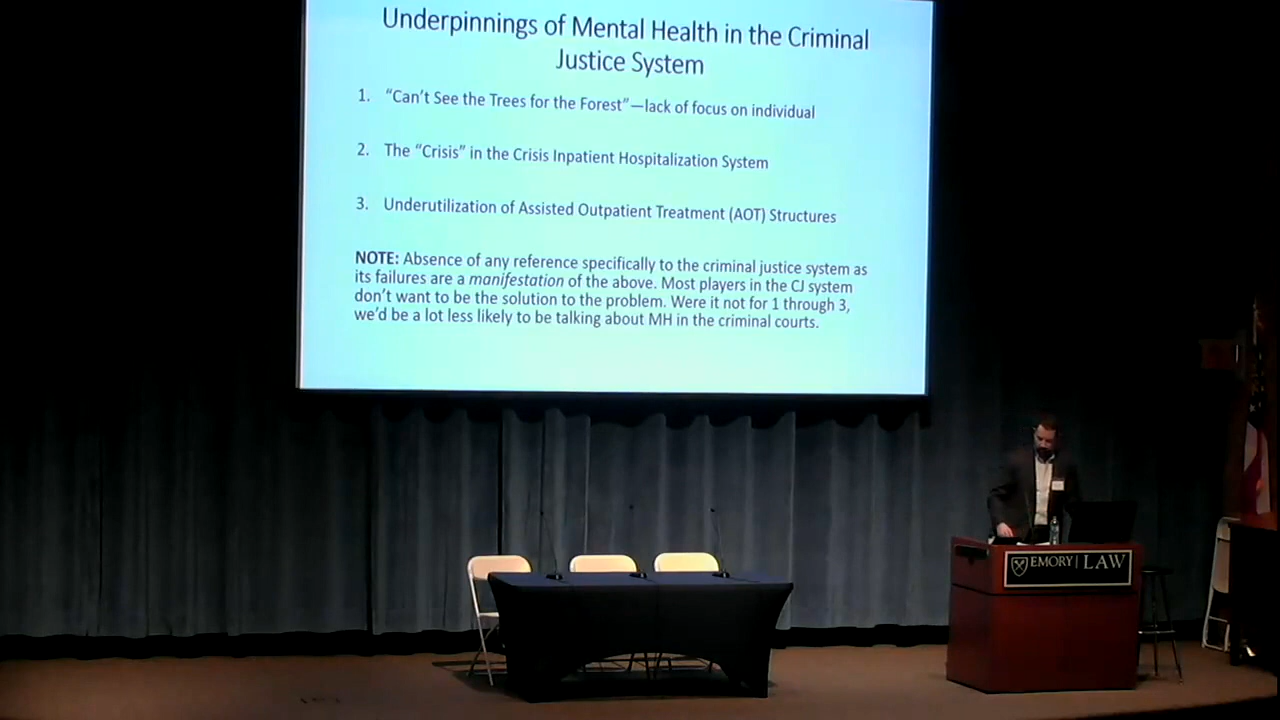 Underpinnings of Mental Health in the Criminal
Justice System
1. “Can’t See the Trees for the Forest”—lack of focus on individual
2. The “Crisis” in the Crisis Inpatient Hospitalization System
3. Underutilization of Assisted Outpatient Treatment (AOT) Structures
NOTE: Absence of any reference specifically to the criminal justice system as
its failures are a manifestation of the above. Most players in the CJ system
don’t want to be the solution to the problem. Were it not for 1 through 3,
we’d be a lot less likely to be talking about MH in the criminal courts.
EMORY | LAW